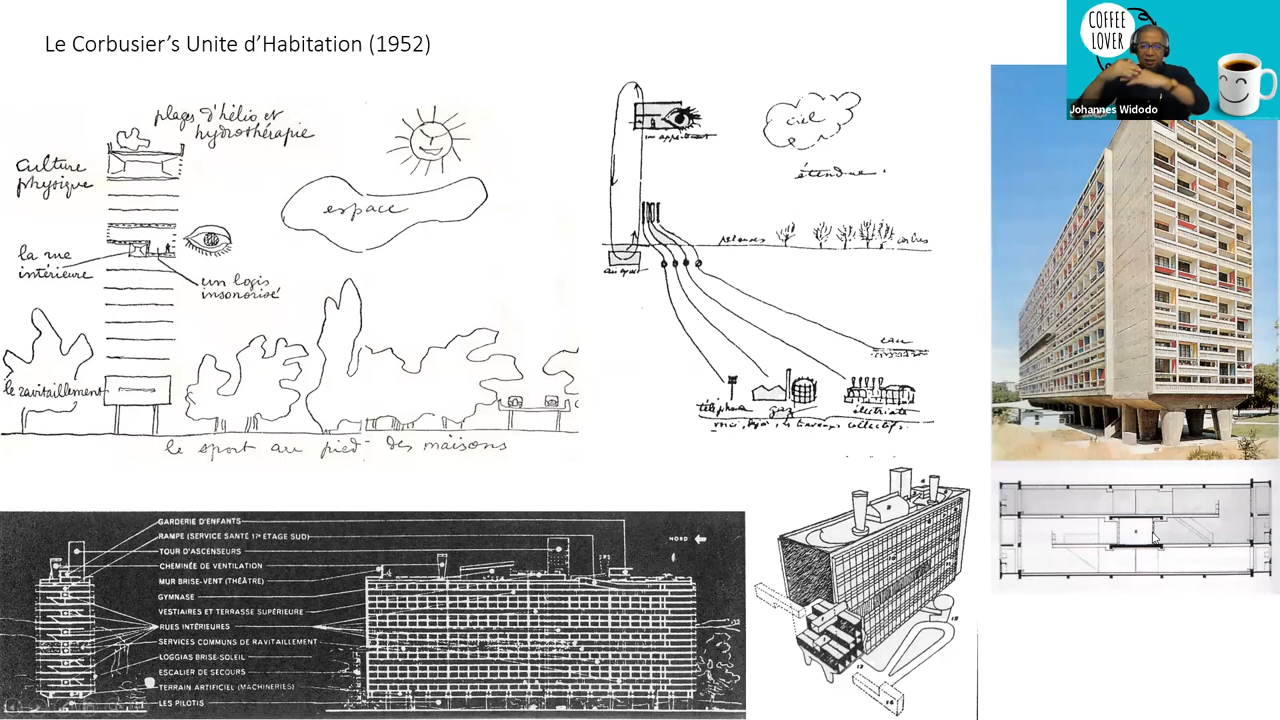 Le Corbusier's Unite d'Habitation (1952)
COFFEE
LOVER
Johannes Widodo
plages d'hélio et
hydrothérapie
culture
physique
espace
la rue
intérieure
un logis
insonorisé
le ravitaillement
le sport au pied des maisons
un appartement
ciel
étendue.
pelouses
arbres
eau
téléphone
gaz
électricité
GARDERIE D'ENFANTS
RAMPE (SERVICE SANTÉ 17e ETAGE SUD)
TOUR D'ASCENSEURS
CHEMINÉE DE VENTILATION
MUR BRISE-VENT (THÉÂTRE)
GYMNASE
VESTIAIRES ET TERRASSE SUPÉRIEURE
RUES INTÉRIEURES
SERVICES COMMUNS DE RAVITAILLEMENT
LOGGIAS BRISE-SOLEIL
ESCALIER DE SECOURS
TERRAIN ARTIFICIEL (MACHINERIES)
LES PILOTIS
NORD